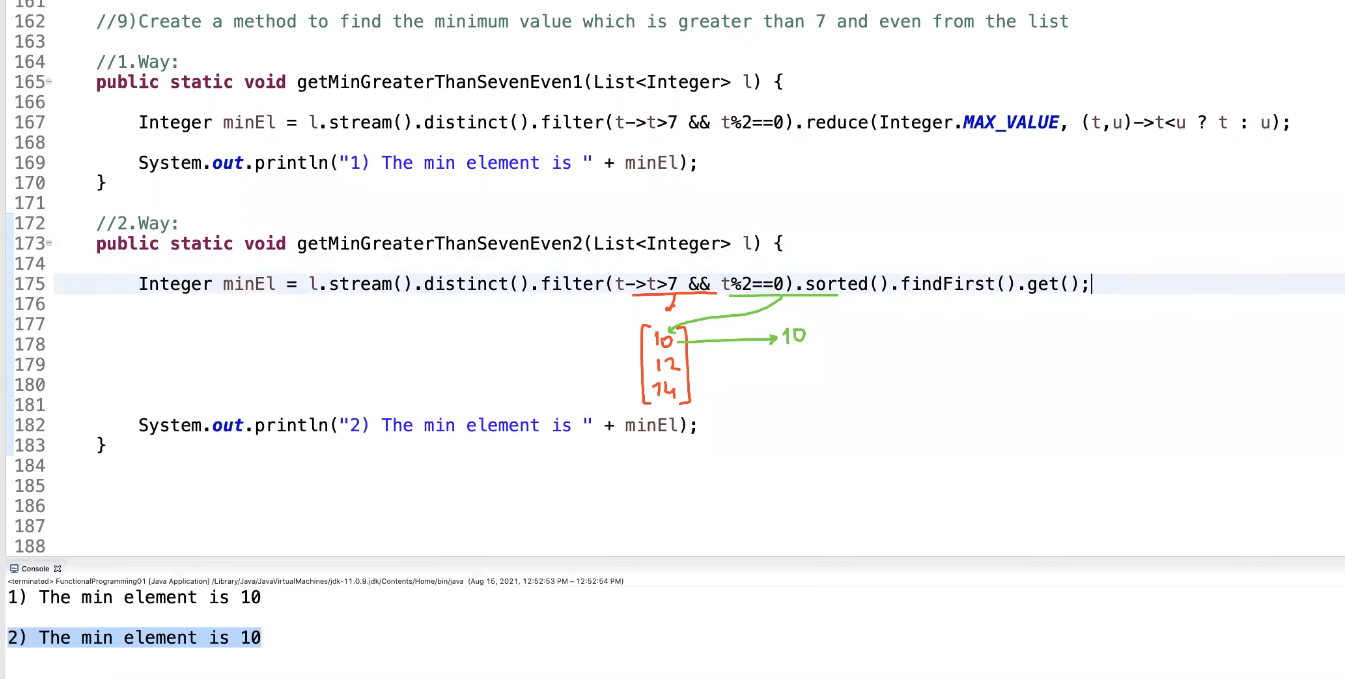 161
162 //9)Create a method to find the minimum value which is greater than 7 and even from the list
163
164 //1.Way:
165 public static void getMinGreaterThanSevenEven1(List<Integer> l) {
166
167 Integer minEl = l.stream().distinct().filter(t->t>7 && t%2==0).reduce(Integer.MAX_VALUE, (t,u)->t<u ? t : u);
168
169 System.out.println("1) The min element is " + minEl);
170 }
171
172 //2.Way:
173 public static void getMinGreaterThanSevenEven2(List<Integer> l) {
174
175 Integer minEl = l.stream().distinct().filter(t->t>7 && t%2==0).sorted().findFirst().get();
176
177
178 10 10
179 12
180 14
181
182 System.out.println("2) The min element is " + minEl);
183 }
184
185
186
187
188
Console
<terminated> FunctionalProgramming01 [Java Application] /Library/Java/JavaVirtualMachines/jdk-11.0.9.jdk/Contents/Home/bin/java (Aug 15, 2021, 12:52:53 PM – 12:52:54 PM)
1) The min element is 10
2) The min element is 10